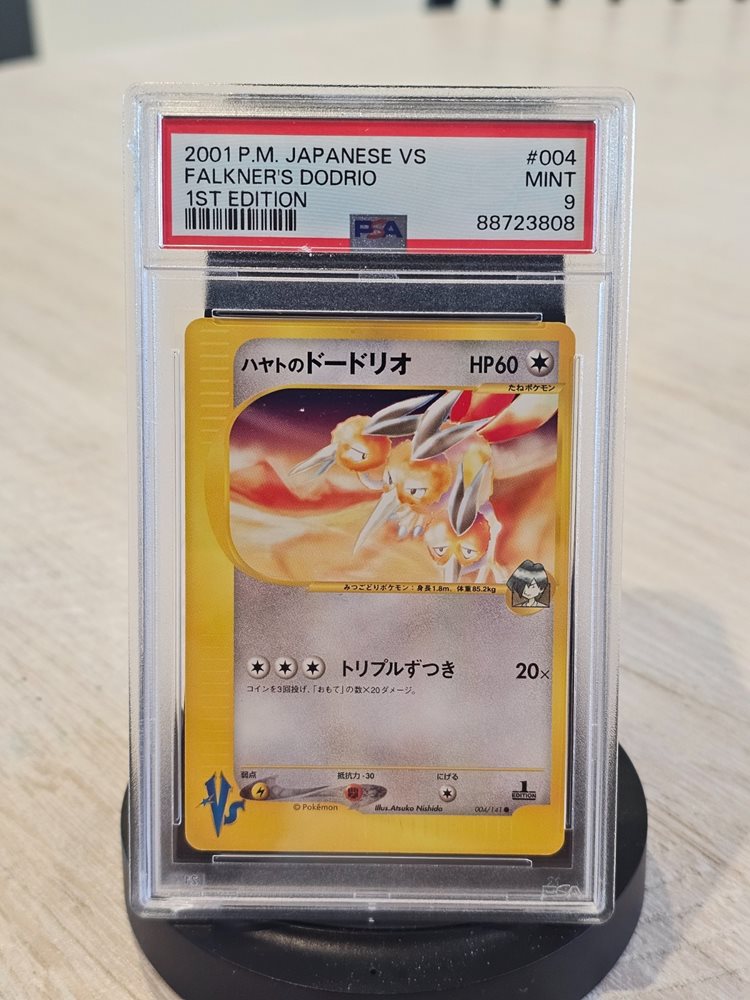 2001 P.M. JAPANESE VS #004
FALKNER'S DODRIO MINT
1ST EDITION 9
88723808
PSA
ハヤトのドードリオ HP60
たねポケモン
みつごどりポケモン：身長1.8m、体重85.2kg
トリプルずつき 20×
コインを3回投げ、「おもて」の数×20ダメージ。
弱点 抵抗力 -30 にげる
VS
© Pokémon Illus.Atsuko Nishida 004/141●
1
EDITION
PSA